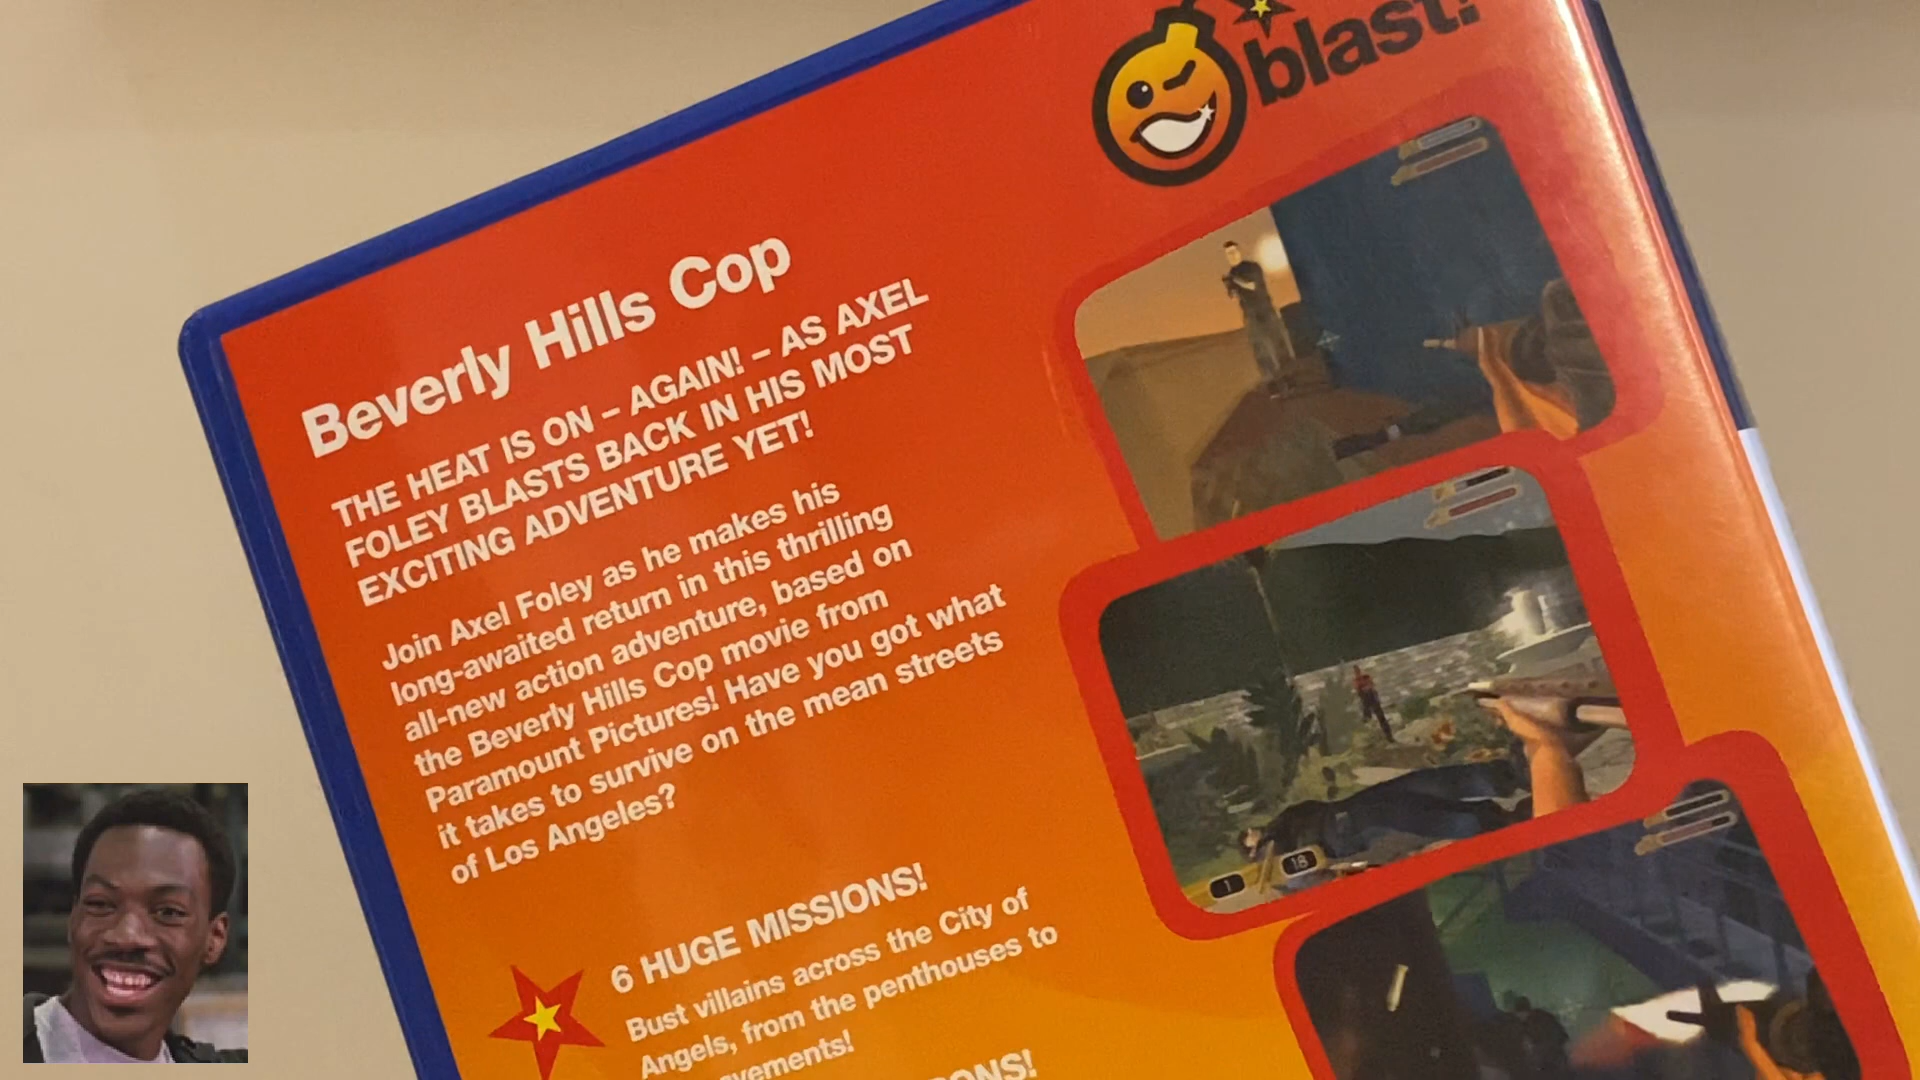 blast!
Beverly Hills Cop
THE HEAT IS ON – AGAIN! – AS AXEL
FOLEY BLASTS BACK IN HIS MOST
EXCITING ADVENTURE YET!
Join Axel Foley as he makes his
long-awaited return in this thrilling
all-new action adventure, based on
the Beverly Hills Cop movie from
Paramount Pictures! Have you got what
it takes to survive on the mean streets
of Los Angeles?
6 HUGE MISSIONS!
Bust villains across the City of
Angels, from the penthouses to
1
18